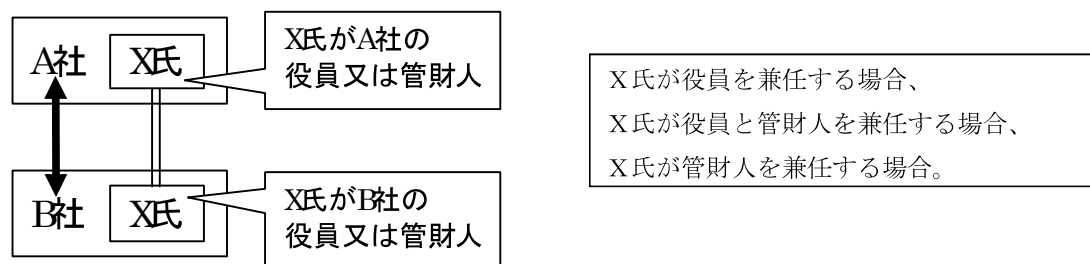 A社
X氏
X氏がA社の
役員又は管財人
B社
X氏
X氏がB社の
役員又は管財人
X氏が役員を兼任する場合、
X氏が役員と管財人を兼任する場合、
X氏が管財人を兼任する場合。